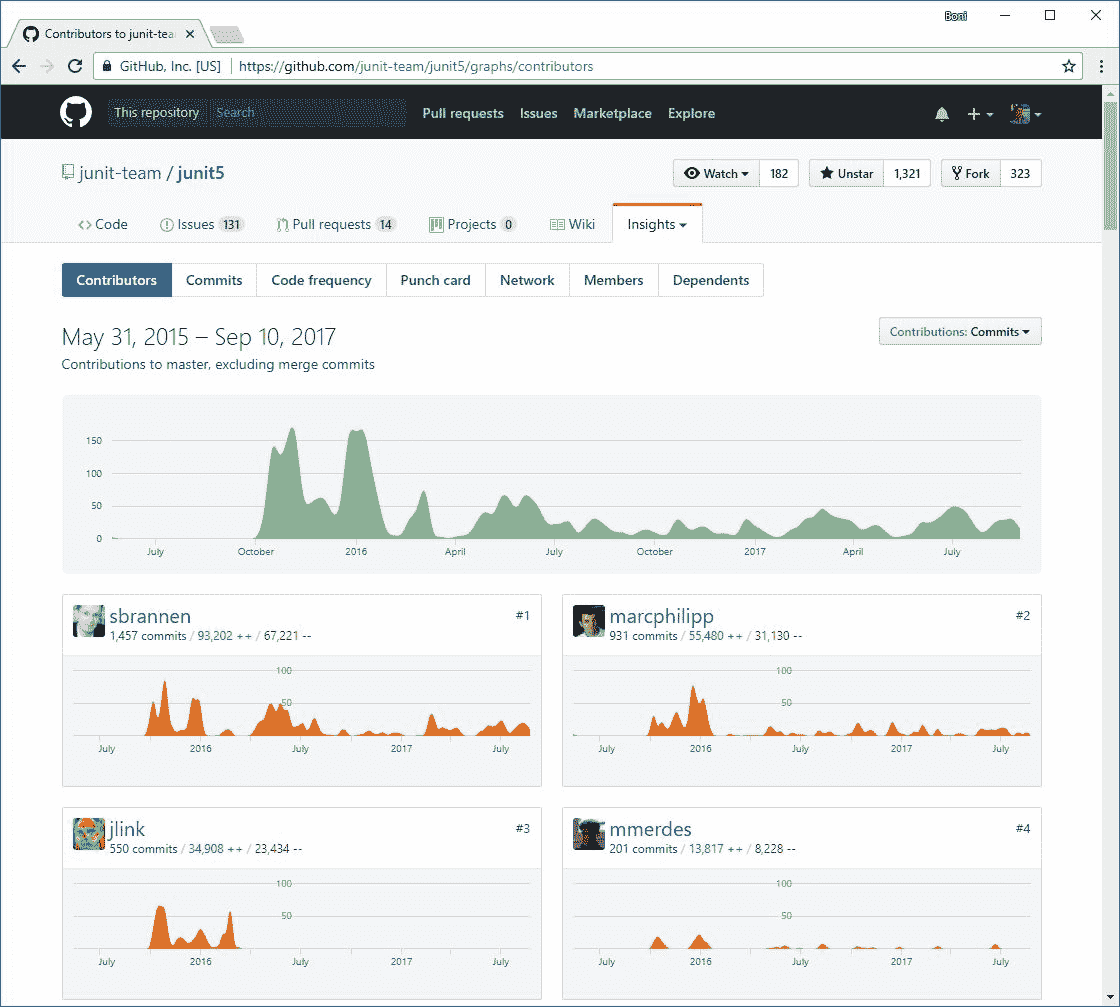 Boni
Contributors to junit-tea
GitHub, Inc. [US] https://github.com/junit-team/junit5/graphs/contributors
This repository Search Pull requests Issues Marketplace Explore
junit-team / junit5 Watch 182 Unstar 1,321 Fork 323
Code Issues 131 Pull requests 14 Projects 0 Wiki Insights
Contributors Commits Code frequency Punch card Network Members Dependents
May 31, 2015 – Sep 10, 2017 Contributions: Commits
Contributions to master, excluding merge commits
150
100
50
0
July October 2016 April July October 2017 April July
sbrannen #1
1,457 commits / 93,202 ++ / 67,221 --
100
50
July 2016 July 2017 July
marcphilipp #2
931 commits / 55,480 ++ / 31,130 --
100
50
July 2016 July 2017 July
jlink #3
550 commits / 34,908 ++ / 23,434 --
100
50
July 2016 July 2017 July
mmerdes #4
201 commits / 13,817 ++ / 8,228 --
100
50
July 2016 July 2017 July